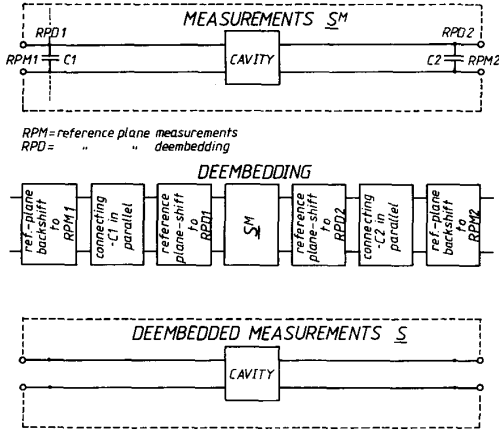 MEASUREMENTS S^M
RPD1
RPD2
RPM1
C1
CAVITY
C2
RPM2
RPM = reference plane measurements
RPD = " " deembedding
DEEMBEDDING
ref.-plane
backshift
to
RPM1
connecting
-C1 in
parallel
reference
plane-shift
to
RPD1
S^M
reference
plane-shift
to
RPD2
connecting
-C2 in
parallel
ref.-plane
backshift
to
RPM2
DEEMBEDDED MEASUREMENTS S
CAVITY